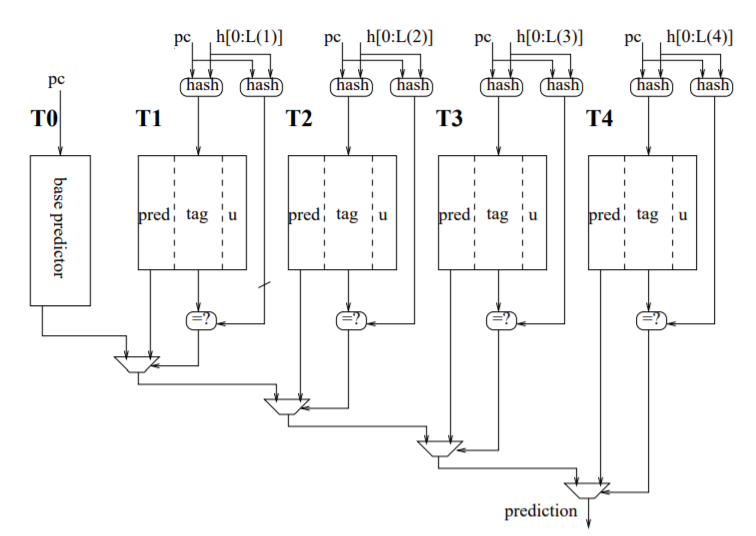 pc h[0:L(1)] pc h[0:L(2)] pc h[0:L(3)] pc h[0:L(4)]
pc hash hash hash hash hash hash hash hash
T0 T1 T2 T3 T4
base predictor
pred tag u pred tag u pred tag u pred tag u
=? =? =? =?
prediction